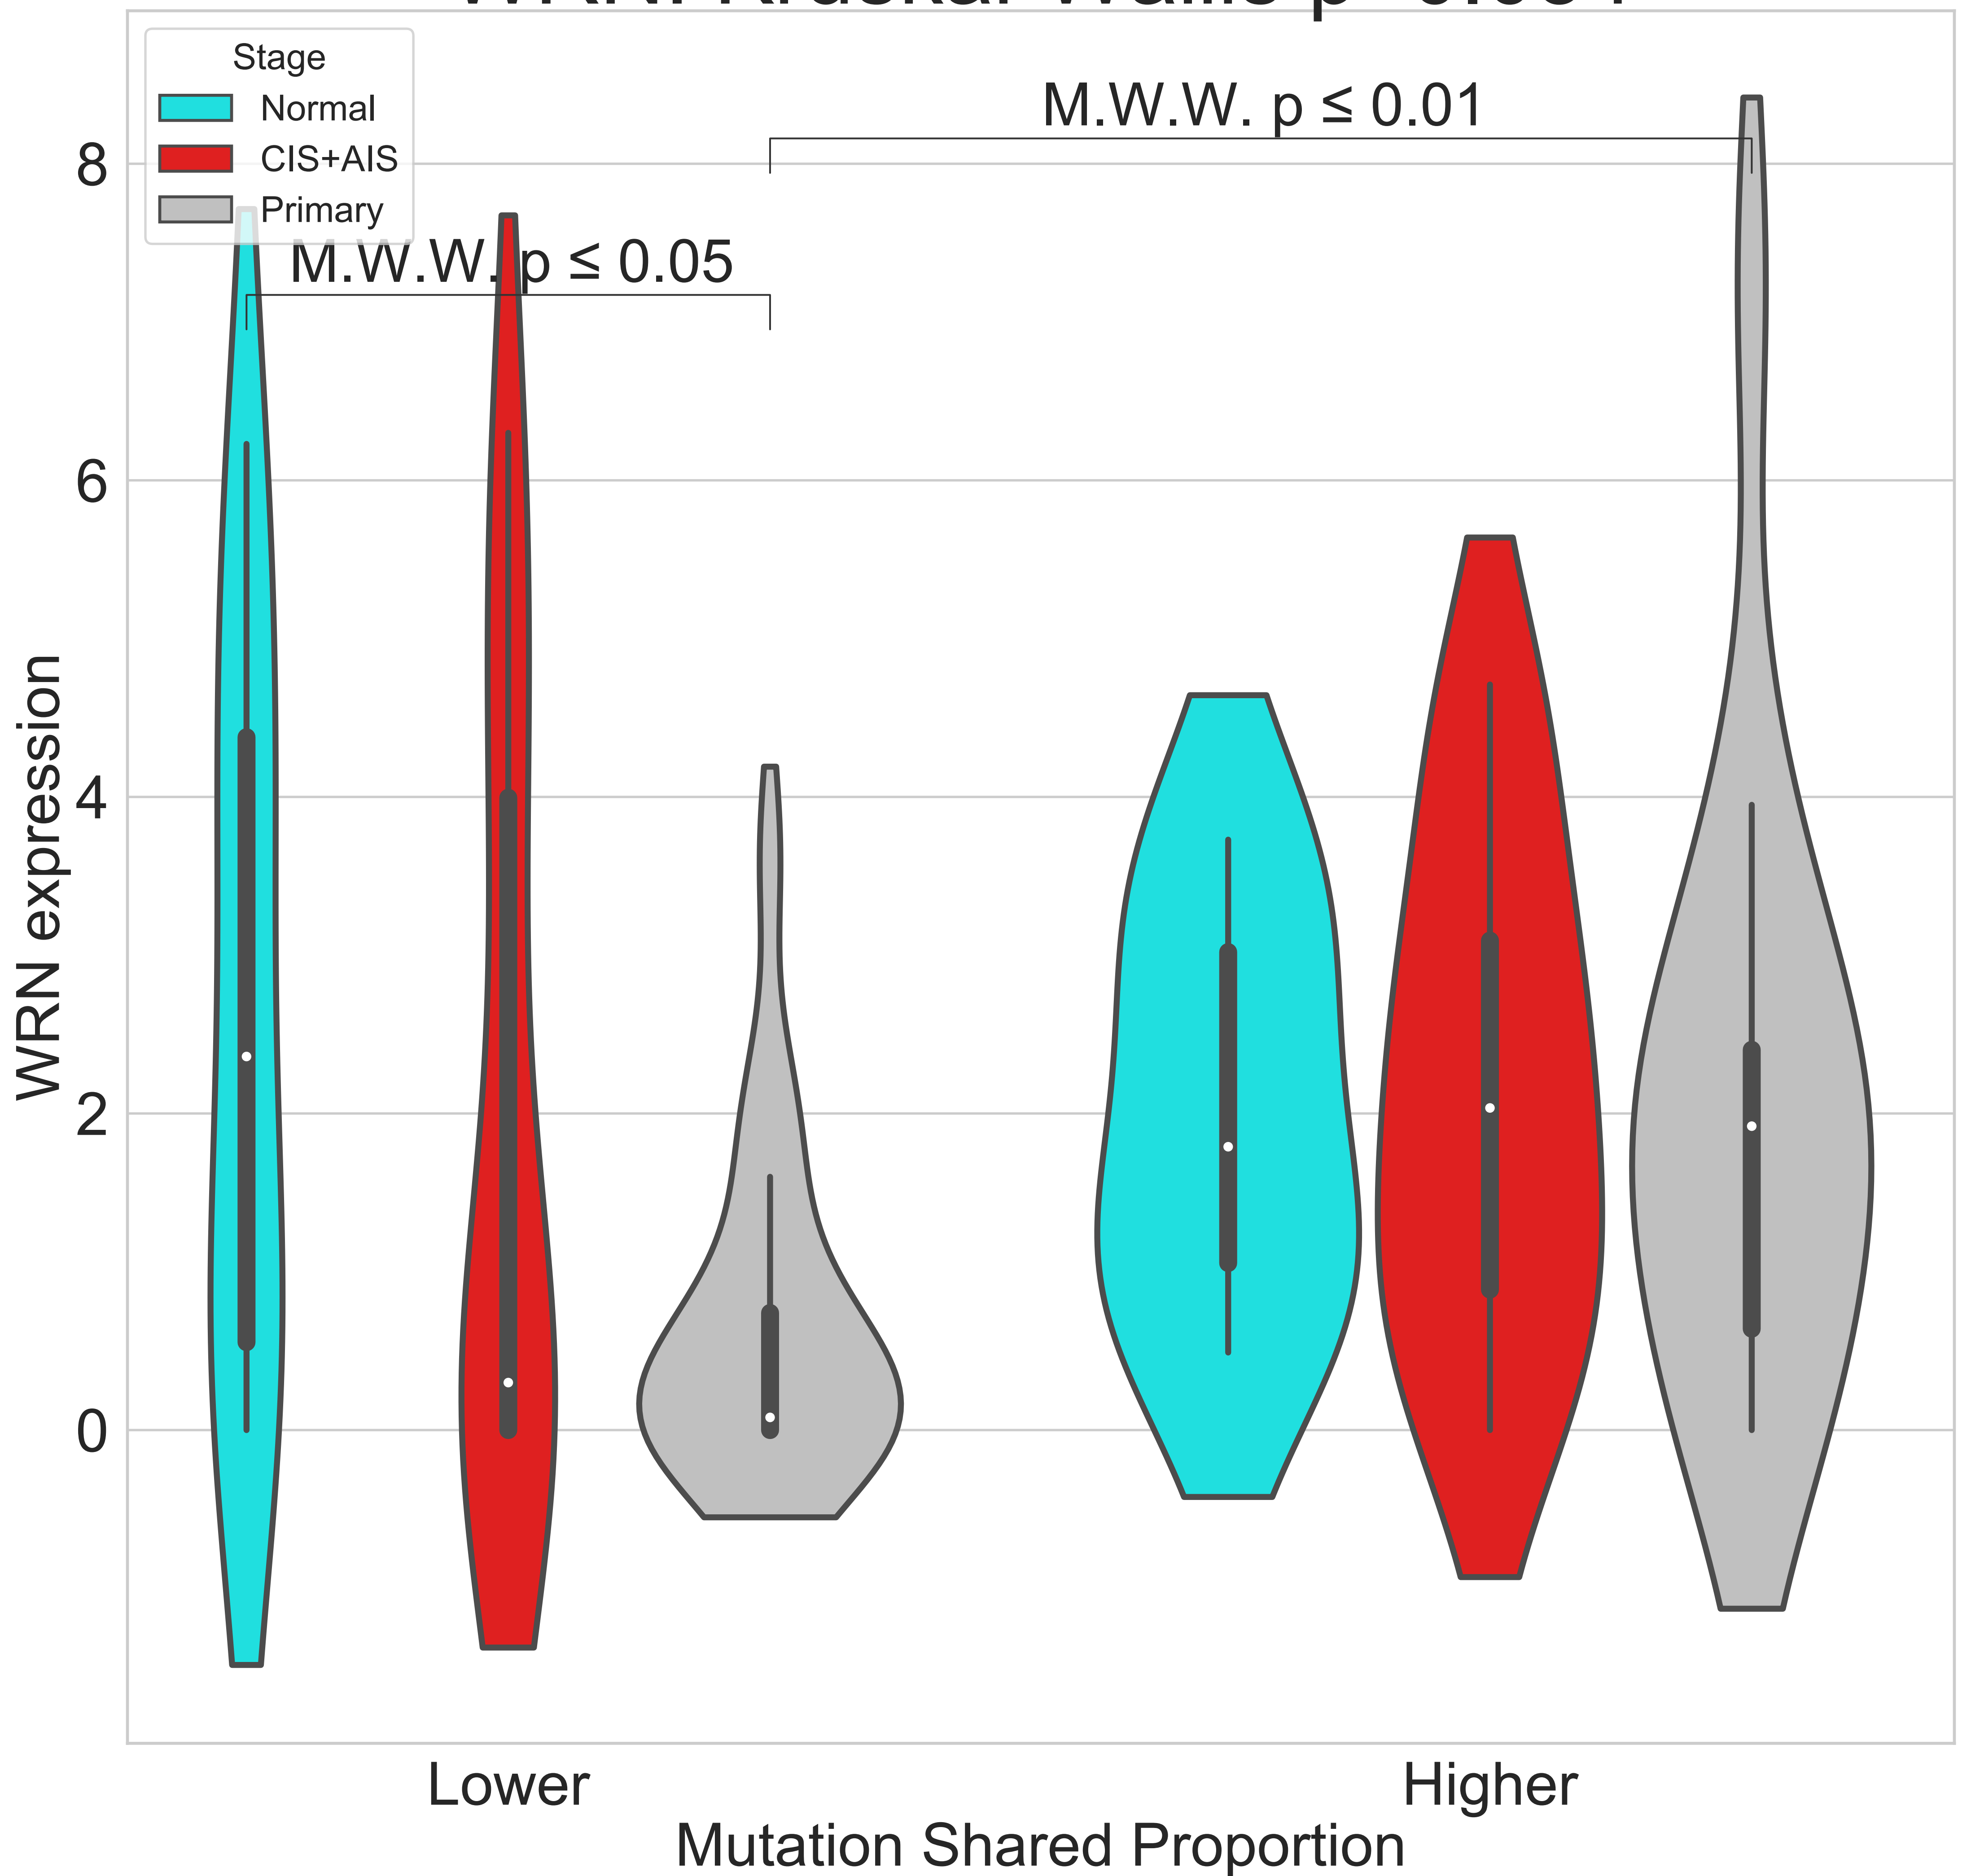 Stage
Normal
CIS+AIS
Primary
M.W.W. p ≤ 0.01
M.W.W. p ≤ 0.05
8
6
4
2
0
WRN expression
Lower
Higher
Mutation Shared Proportion